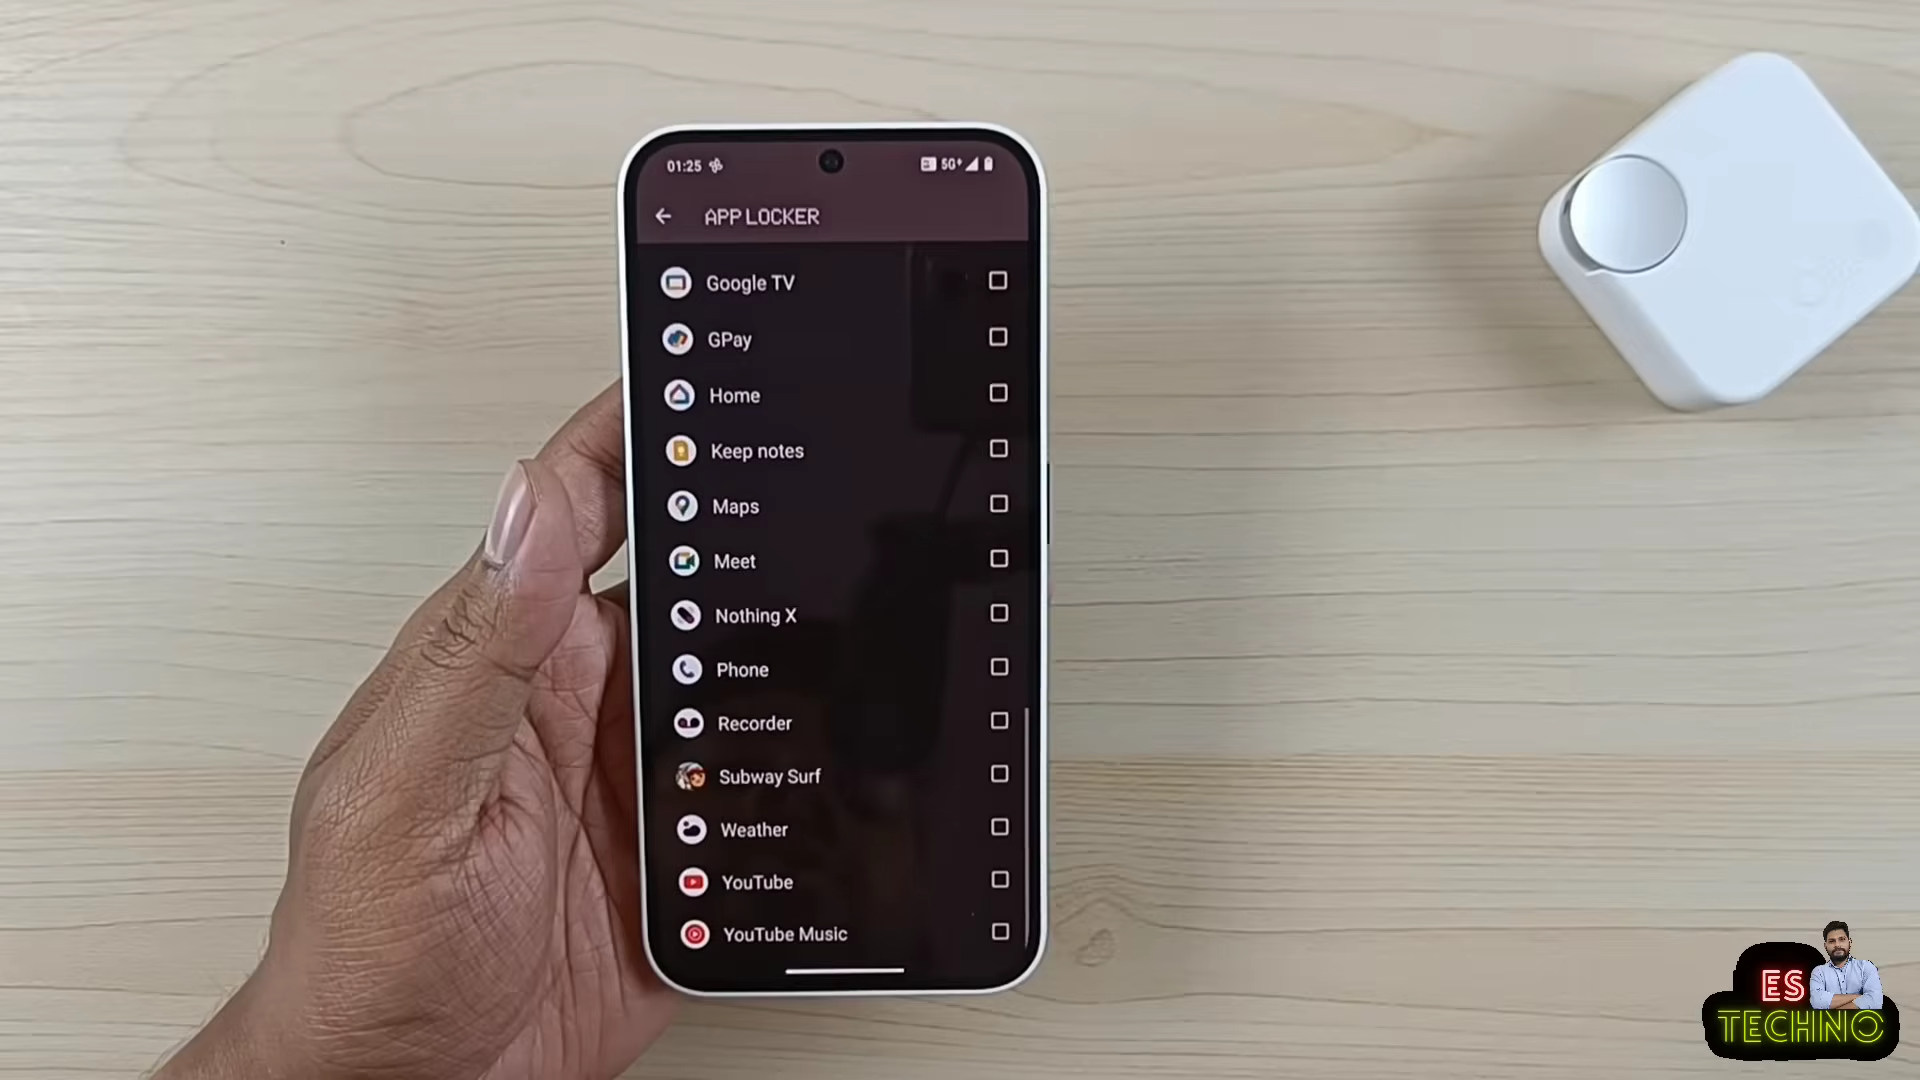 01:25
5G+
APP LOCKER
Google TV
GPay
Home
Keep notes
Maps
Meet
Nothing X
Phone
Recorder
Subway Surf
Weather
YouTube
YouTube Music
ES
TECHNO